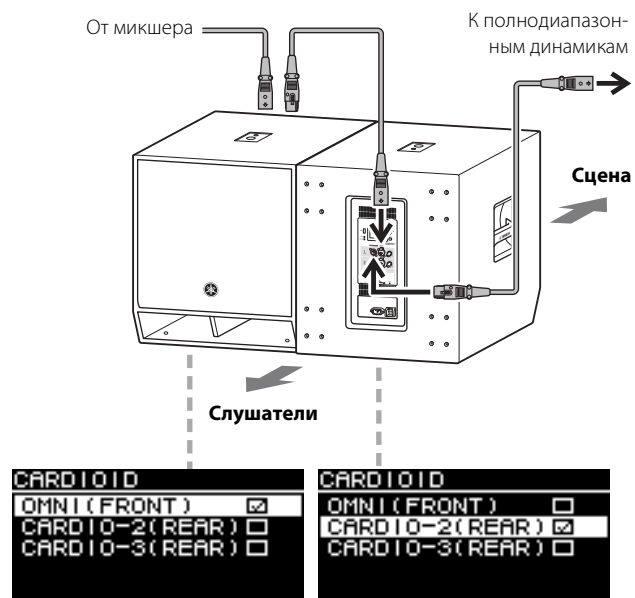 От микшера
К полнодиапазон-
ным динамикам
Сцена
Слушатели
CARDIOID
OMNI(FRONT)
CARDIO-2(REAR)
CARDIO-3(REAR)
CARDIOID
OMNI(FRONT)
CARDIO-2(REAR)
CARDIO-3(REAR)